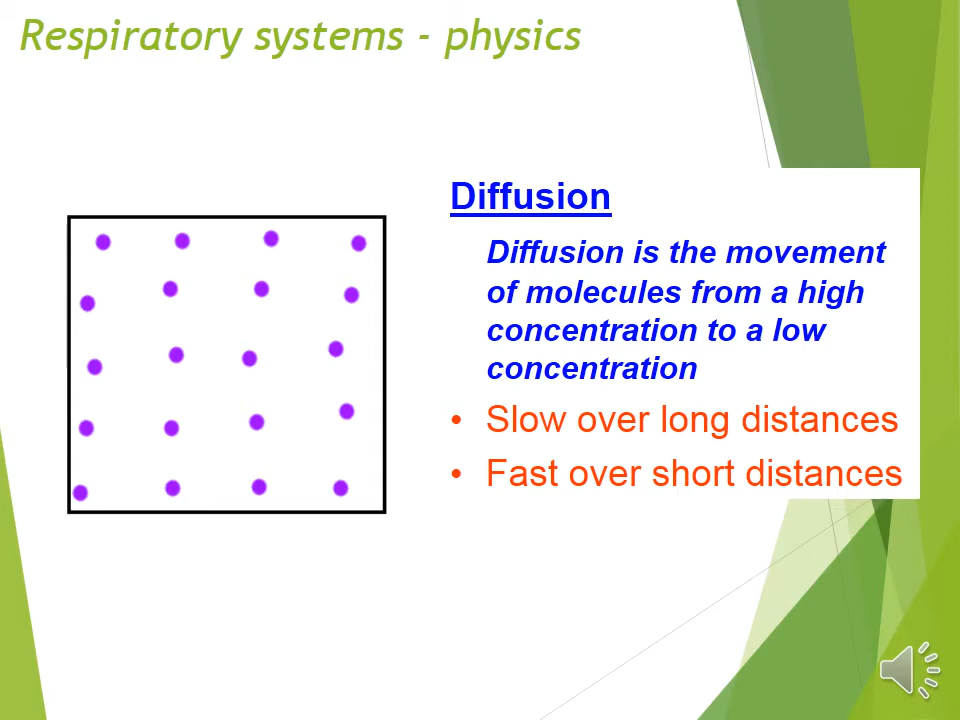 Respiratory systems - physics
Diffusion
Diffusion is the movement
of molecules from a high
concentration to a low
concentration
• Slow over long distances
• Fast over short distances